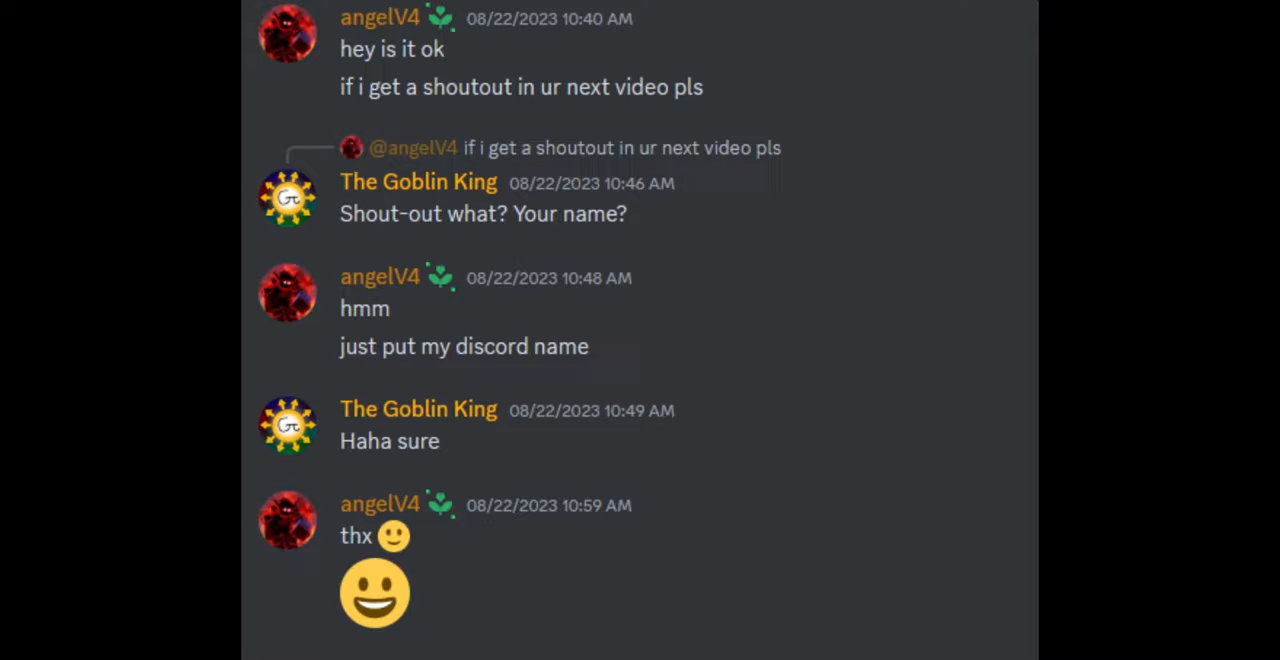 angelV4 08/22/2023 10:40 AM
hey is it ok
if i get a shoutout in ur next video pls
@angelV4 if i get a shoutout in ur next video pls
The Goblin King 08/22/2023 10:46 AM
Shout-out what? Your name?
angelV4 08/22/2023 10:48 AM
hmm
just put my discord name
The Goblin King 08/22/2023 10:49 AM
Haha sure
angelV4 08/22/2023 10:59 AM
thx 🙂
😀